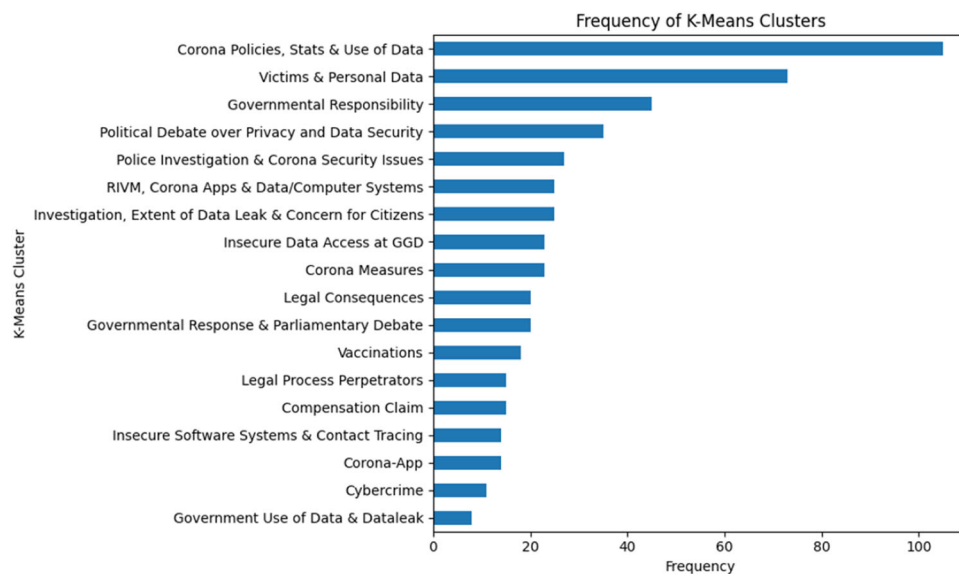 Frequency of K-Means Clusters
K-Means Cluster
Corona Policies, Stats & Use of Data
Victims & Personal Data
Governmental Responsibility
Political Debate over Privacy and Data Security
Police Investigation & Corona Security Issues
RIVM, Corona Apps & Data/Computer Systems
Investigation, Extent of Data Leak & Concern for Citizens
Insecure Data Access at GGD
Corona Measures
Legal Consequences
Governmental Response & Parliamentary Debate
Vaccinations
Legal Process Perpetrators
Compensation Claim
Insecure Software Systems & Contact Tracing
Corona-App
Cybercrime
Government Use of Data & Dataleak
0 20 40 60 80 100
Frequency